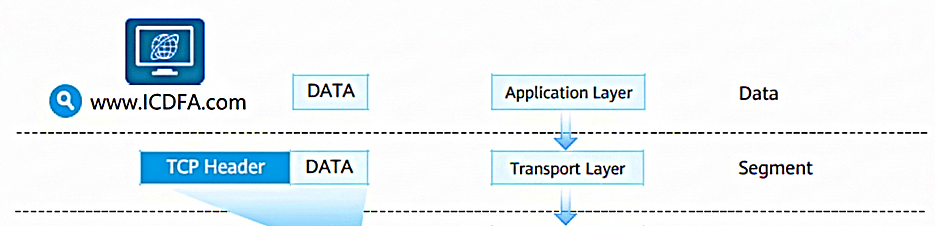 www.ICDFA.com
DATA
Application Layer
Data
TCP Header
DATA
Transport Layer
Segment